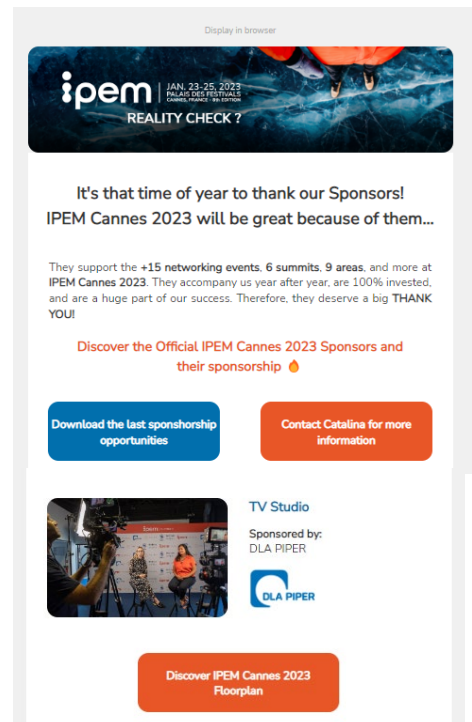 Display in browser
ipem
JAN. 23-25, 2023
PALAIS DES FESTIVALS
CANNES, FRANCE - 8th EDITION
REALITY CHECK ?
It's that time of year to thank our Sponsors!
IPEM Cannes 2023 will be great because of them...
They support the +15 networking events, 6 summits, 9 areas, and more at
IPEM Cannes 2023. They accompany us year after year, are 100% invested,
and are a huge part of our success. Therefore, they deserve a big THANK
YOU!
Discover the Official IPEM Cannes 2023 Sponsors and
their sponsorship 🔥
Download the last sponshorship
opportunities
Contact Catalina for more
information
TV Studio
Sponsored by:
DLA PIPER
DLA PIPER
ipem
Discover IPEM Cannes 2023
Floorplan